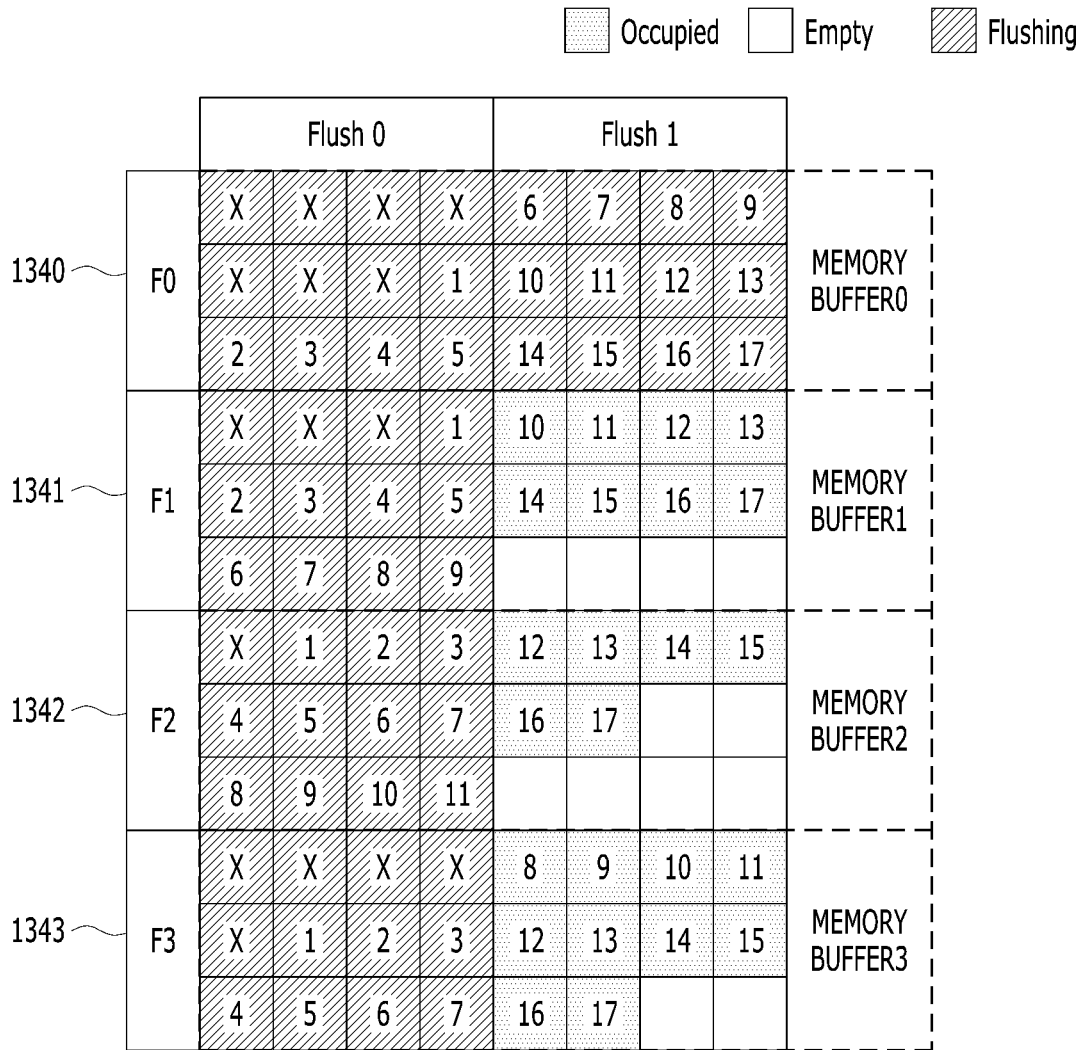 Occupied Empty Flushing
Flush 0 Flush 1
X X X X 6 7 8 9
1340 F0 X X X 1 10 11 12 13 MEMORY BUFFER0
2 3 4 5 14 15 16 17
X X X 1 10 11 12 13
1341 F1 2 3 4 5 14 15 16 17 MEMORY BUFFER1
6 7 8 9
X 1 2 3 12 13 14 15
1342 F2 4 5 6 7 16 17 MEMORY BUFFER2
8 9 10 11
X X X X 8 9 10 11
1343 F3 X 1 2 3 12 13 14 15 MEMORY BUFFER3
4 5 6 7 16 17